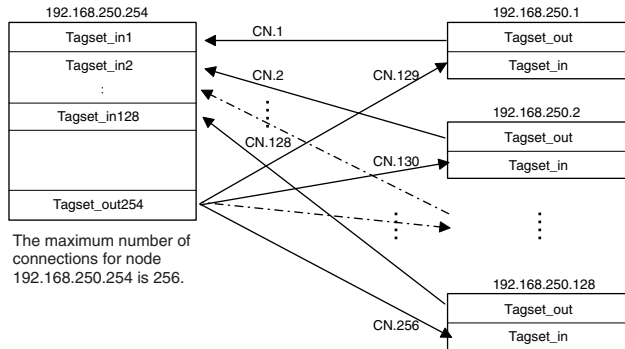 192.168.250.254
Tagset_in1
Tagset_in2
:
Tagset_in128
Tagset_out254
The maximum number of
connections for node
192.168.250.254 is 256.
CN.1
CN.2
CN.129
CN.128
CN.130
CN.256
192.168.250.1
Tagset_out
Tagset_in
192.168.250.2
Tagset_out
Tagset_in
192.168.250.128
Tagset_out
Tagset_in